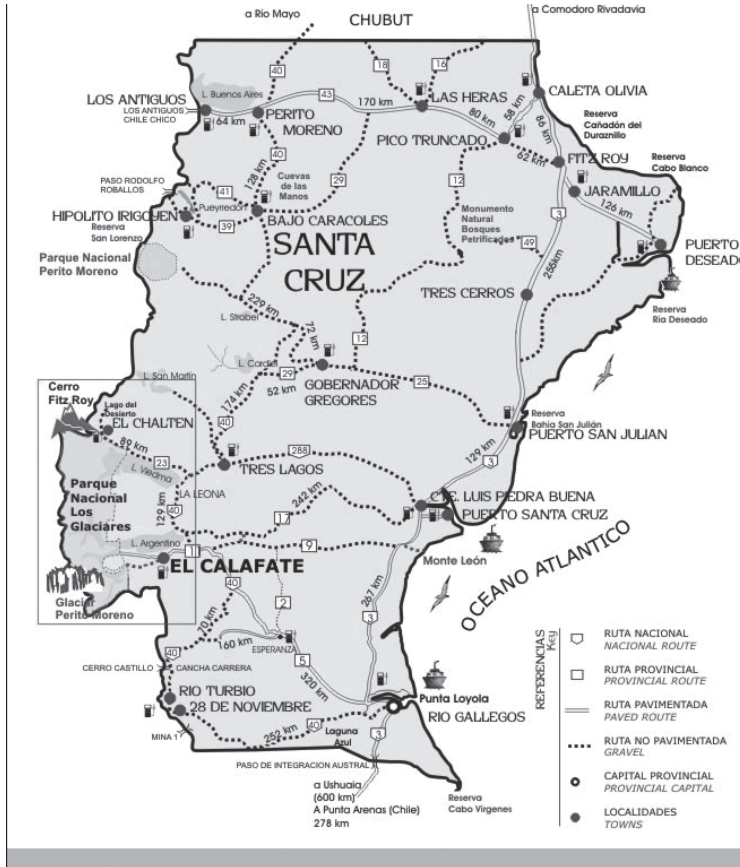 a Rio Mayo
CHUBUT
a Comodoro Rivadavia
40
18
16
L. Buenos Aires
LOS ANTIGUOS
LOS ANTIGUOS
CHILE CHICO
64 km
43
170 km
LAS HERAS
CALETA OLIVIA
PERITO
MORENO
80 km
58 km
86 km
PICO TRUNCADO
Reserva
Cañadón del
Duraznillo
62 km
FITZ ROY
Reserva
Cabo Blanco
40
128 km
Cuevas
de las
Manos
29
12
PASO RODOLFO
ROBALLOS
41
Pueyrredón
JARAMILLO
126 km
HIPOLITO IRIGOYEN
39
BAJO CARACOLES
Reserva
San Lorenzo
3
Monumento
Natural
Bosques
Petrificados
49
PUERTO
DESEADO
SANTA
CRUZ
Parque Nacional
Perito Moreno
255km
TRES CERROS
Reserva
Ría Deseado
229 km
L. Strobel
72 km
12
L. Cardiel
29
52 km
GOBERNADOR
GREGORES
25
L. San Martín
174 km
40
Cerro
Fitz Roy
Lago del
Desierto
EL CHALTEN
89 km
23
L. Viedma
TRES LAGOS
288
Reserva
Bahia San Julián
PUERTO SAN JULIAN
129 km
3
Parque
Nacional
Los
Glaciares
LA LEONA
40
129 km
17
242 km
CTE. LUIS PIEDRA BUENA
PUERTO SANTA CRUZ
L. Argentino
11
9
EL CALAFATE
Monte León
OCEANO ATLANTICO
40
Glaciar
Perito Moreno
2
267 km
3
70 km
160 km
ESPERANZA
5
320 km
40
CERRO CASTILLO
CANCHA CARRERA
RIO TURBIO
28 DE NOVIEMBRE
MINA 1
252 km
40
Laguna
Azul
Punta Loyola
RIO GALLEGOS
3
PASO DE INTEGRACION AUSTRAL
a Ushuaia
(600 km)
A Punta Arenas (Chile)
278 km
Reserva
Cabo Virgenes
REFERENCIAS
Key
RUTA NACIONAL
NACIONAL ROUTE
RUTA PROVINCIAL
PROVINCIAL ROUTE
RUTA PAVIMENTADA
PAVED ROUTE
RUTA NO PAVIMENTADA
GRAVEL
CAPITAL PROVINCIAL
PROVINCIAL CAPITAL
LOCALIDADES
TOWNS